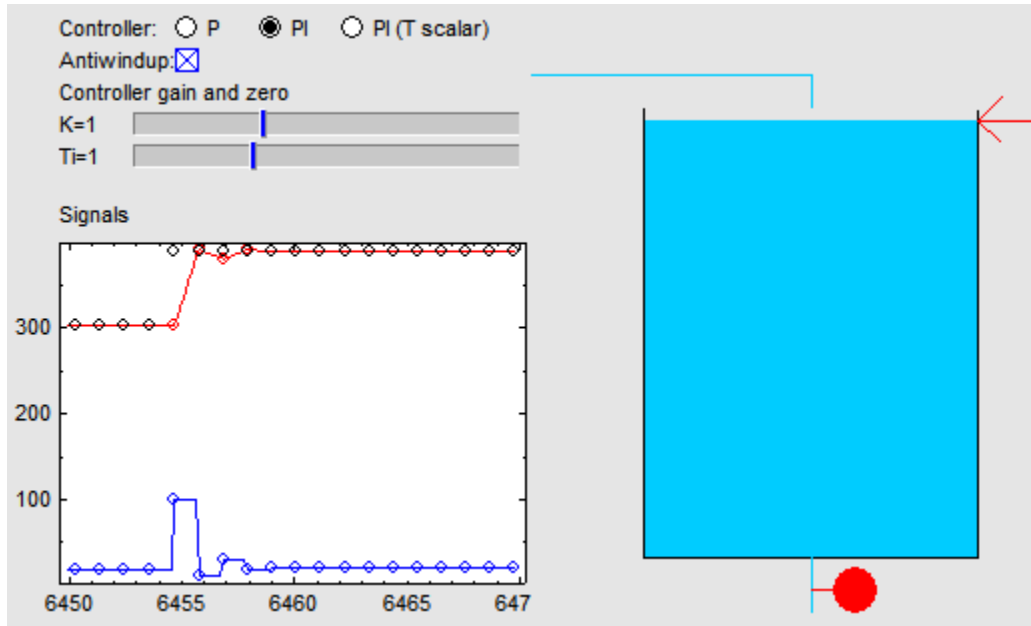 Controller: P PI PI (T scalar)
Antiwindup:
Controller gain and zero
K=1
Ti=1
Signals
300
200
100
6450 6455 6460 6465 647